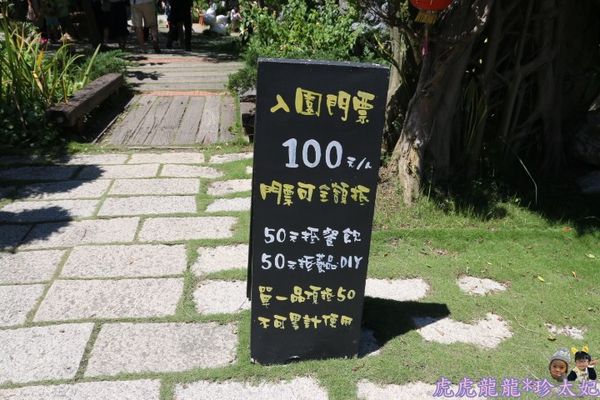 入園門票
100元/人
門票可全額抵
50元抵餐飲
50元抵藝品DIY
單一品項抵50
不可累計使用
虎虎龍龍*珍太妃